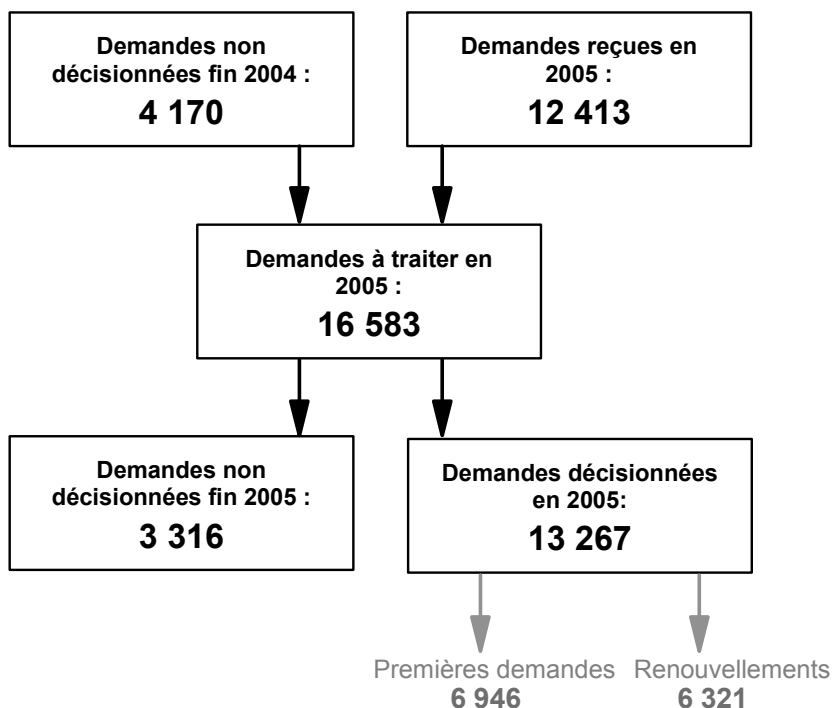 Demandes non
décisionnées fin 2004 :
4 170
Demandes reçues en
2005 :
12 413
Demandes à traiter en
2005 :
16 583
Demandes non
décisionnées fin 2005 :
3 316
Demandes décisionnées
en 2005:
13 267
Premières demandes
6 946
Renouvellements
6 321